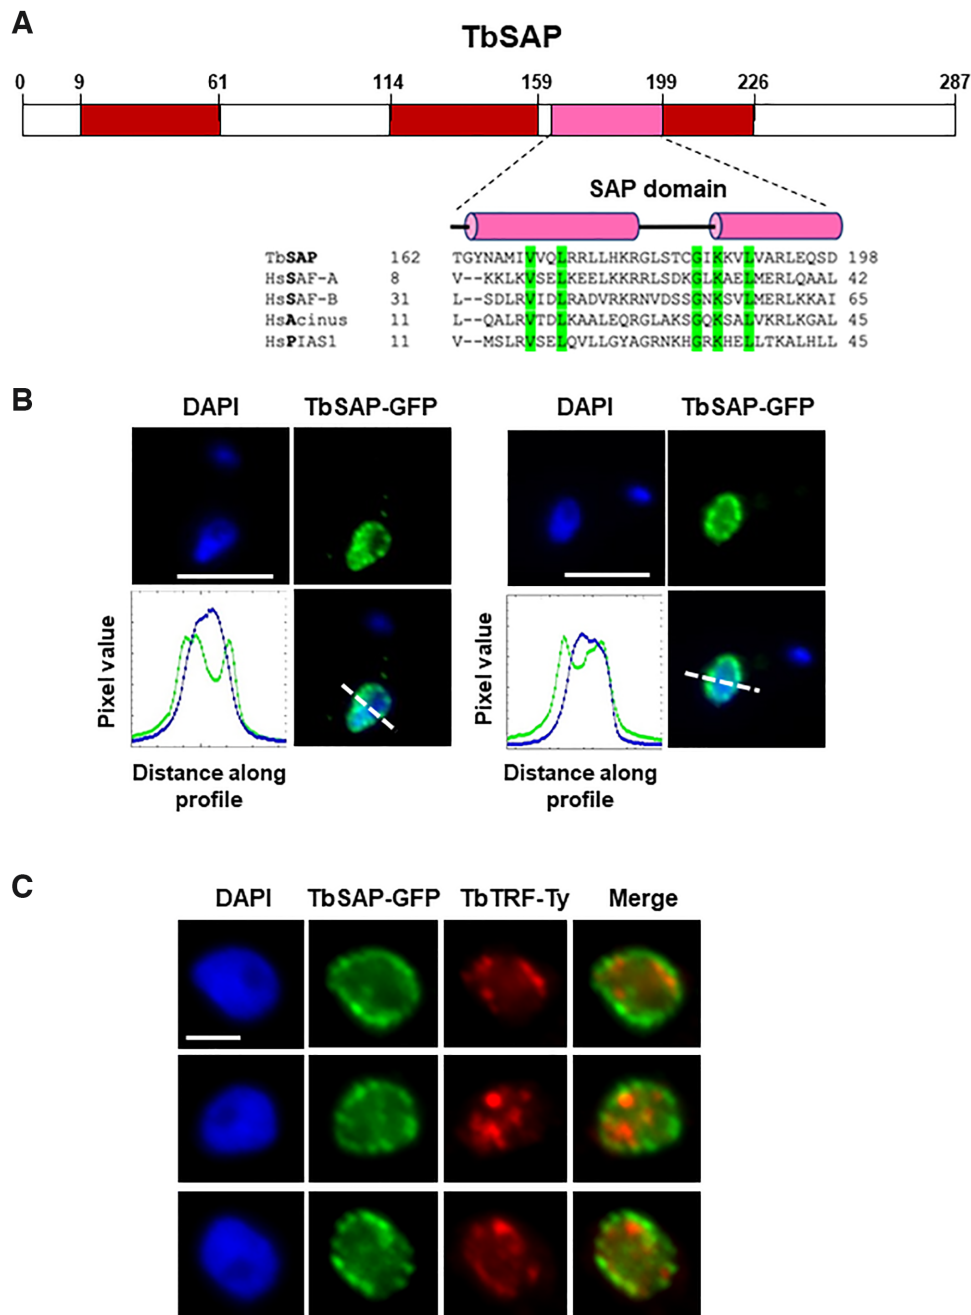 A
TbSAP
0 9 61 114 159 199 226 287
SAP domain
TbSAP 162 TGYNAMIVVQLRRLLHKRGLSTCGIKKVLVARLEQSD 198
HsSAF-A 8 V--KKLKVSELKEELKKRRLSDKGLKAELMERLQAAL 42
HsSAF-B 31 L--SDLRVIDLRADVRKRNVDSSGNKSVLMERLKKAI 65
HsAcinus 11 L--QALRVTDLKAALEQRGLAKSGQKSALVKRLKGAL 45
HsPIAS1 11 V--MSLRVSELQVLLGYAGRNKHGRKHELLTKALHLL 45
B
DAPI TbSAP-GFP DAPI TbSAP-GFP
Pixel value
Distance along
profile
Pixel value
Distance along
profile
C
DAPI TbSAP-GFP TbTRF-Ty Merge